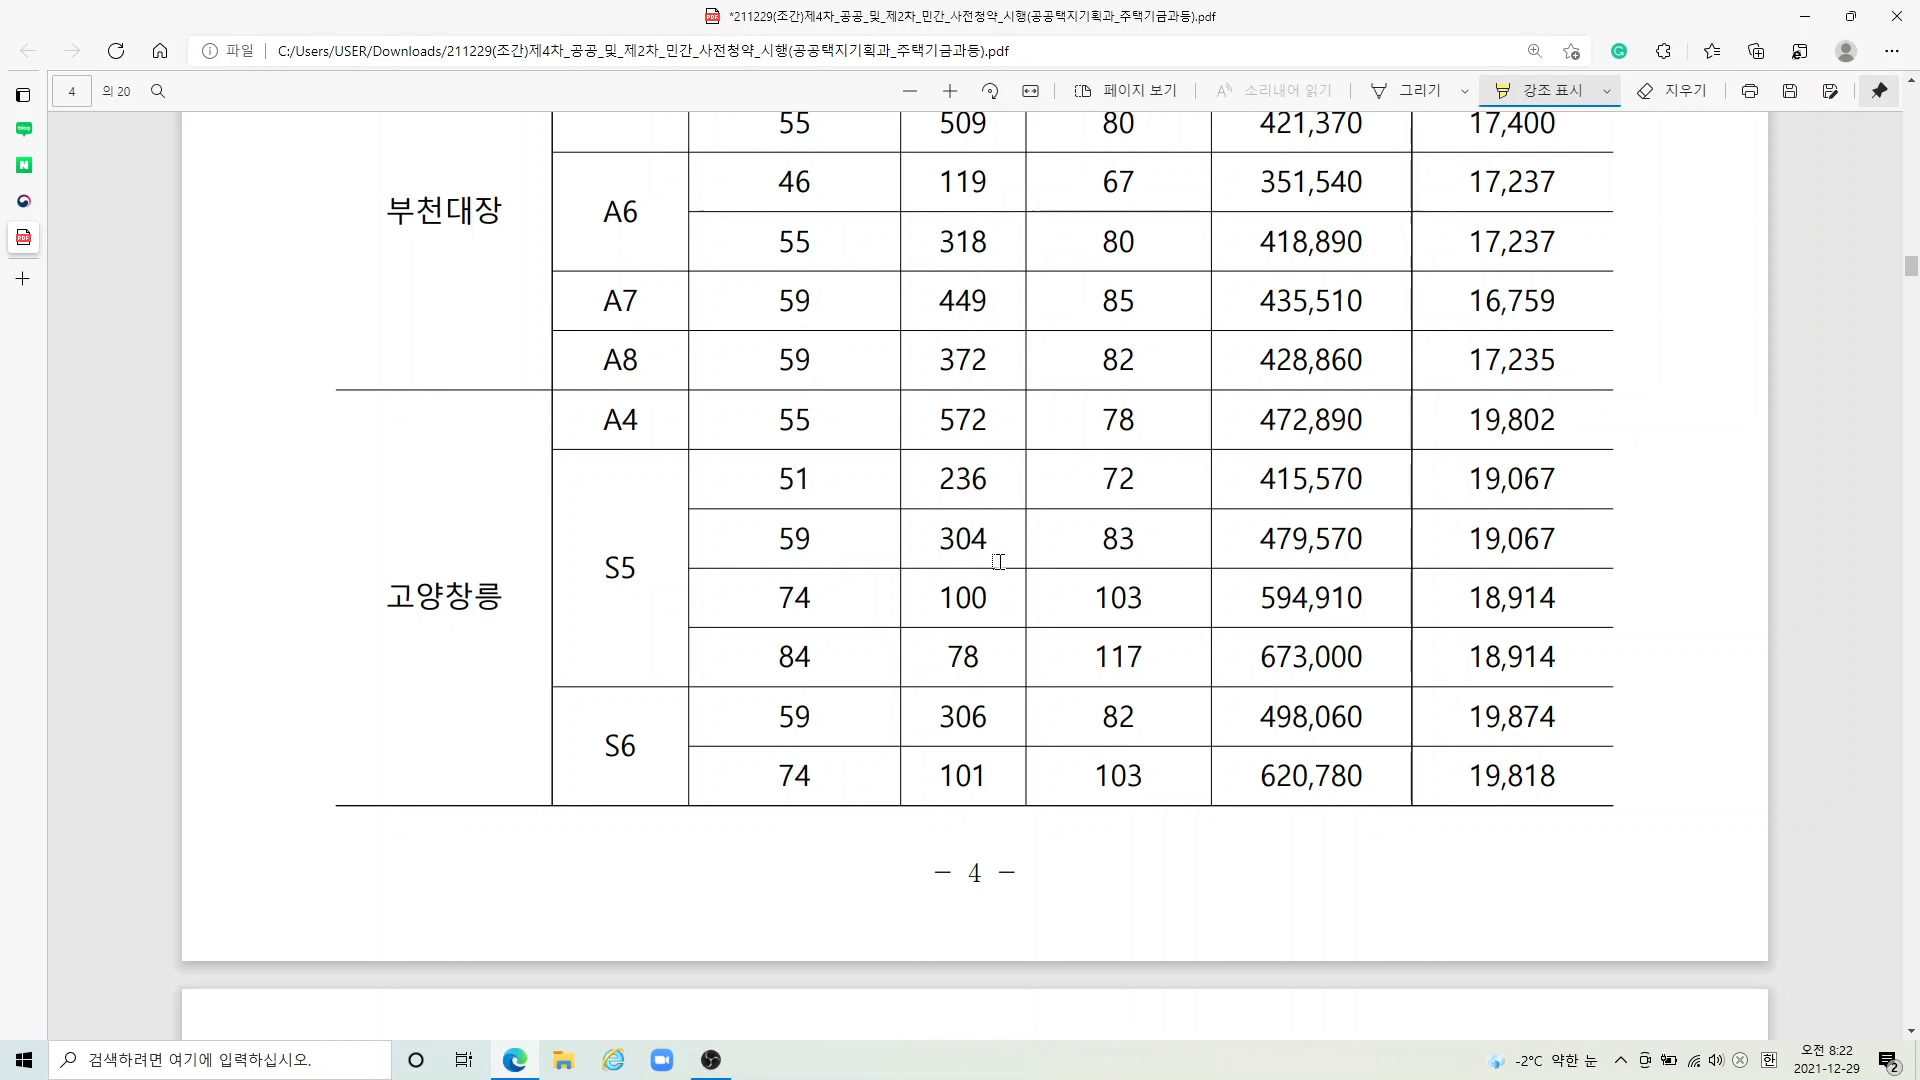 *211229(조간)제4차_공공_및_제2차_민간_사전청약_시행(공공택지기획과_주택기금과등).pdf
파일 C:/Users/USER/Downloads/211229(조간)제4차_공공_및_제2차_민간_사전청약_시행(공공택지기획과_주택기금과등).pdf
4 의 20 페이지 보기 소리내어 읽기 그리기 강조 표시 지우기
55 509 80 421,370 17,400
부천대장 A6 46 119 67 351,540 17,237
55 318 80 418,890 17,237
A7 59 449 85 435,510 16,759
A8 59 372 82 428,860 17,235
고양창릉 A4 55 572 78 472,890 19,802
S5 51 236 72 415,570 19,067
59 304 83 479,570 19,067
74 100 103 594,910 18,914
84 78 117 673,000 18,914
S6 59 306 82 498,060 19,874
74 101 103 620,780 19,818
- 4 -
검색하려면 여기에 입력하십시오.
-2°C 약한 눈 한 오전 8:22
2021-12-29 2